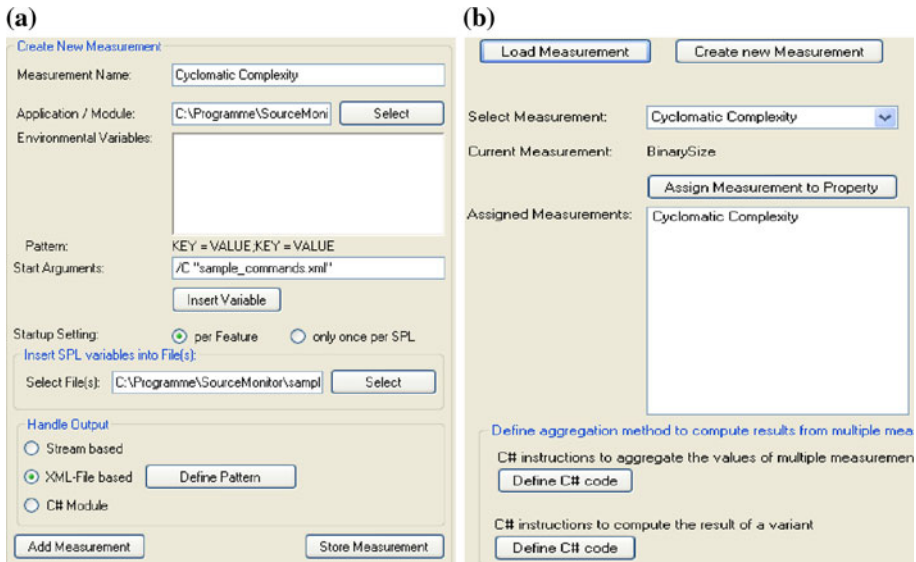 (a)
Create New Measurement
Measurement Name: Cyclomatic Complexity
Application / Module: C:\Programme\SourceMoni Select
Environmental Variables:
Pattern: KEY = VALUE;KEY = VALUE
Start Arguments: /C "sample_commands.xml"
Insert Variable
Startup Setting: per Feature only once per SPL
Insert SPL variables into File(s):
Select File(s): C:\Programme\SourceMonitor\sampl Select
Handle Output
Stream based
XML-File based Define Pattern
C# Module
Add Measurement Store Measurement
(b)
Load Measurement Create new Measurement
Select Measurement: Cyclomatic Complexity
Current Measurement: BinarySize
Assign Measurement to Property
Assigned Measurements: Cyclomatic Complexity
Define aggregation method to compute results from multiple mea
C# instructions to aggregate the values of multiple measuremen
Define C# code
C# instructions to compute the result of a variant
Define C# code